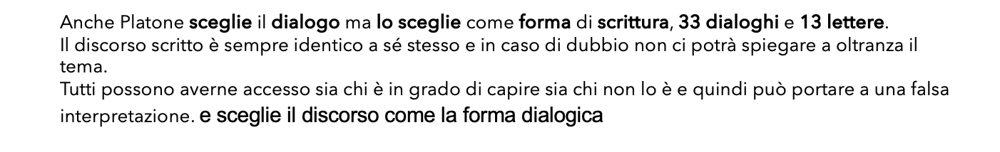 Anche Platone sceglie il dialogo ma lo sceglie come forma di scrittura, 33 dialoghi e 13 lettere.
Il discorso scritto è sempre identico a sé stesso e in caso di dubbio non ci potrà spiegare a oltranza il
tema.
Tutti possono averne accesso sia chi è in grado di capire sia chi non lo è e quindi può portare a una falsa
interpretazione. e sceglie il discorso come la forma dialogica